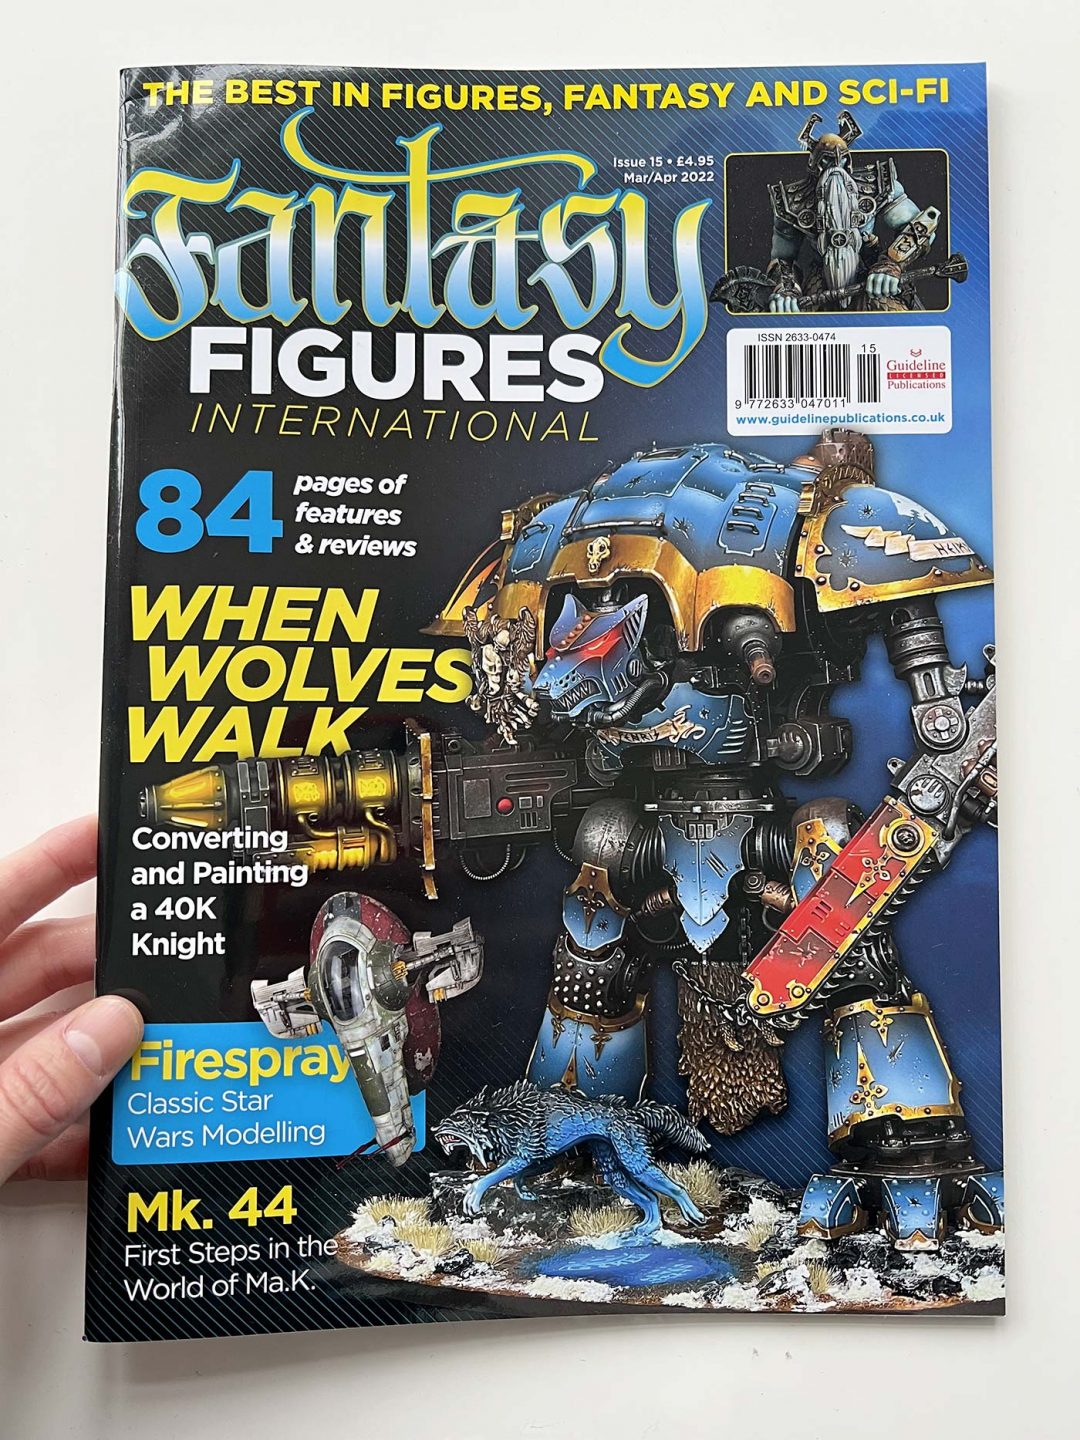 THE BEST IN FIGURES, FANTASY AND SCI-FI
Issue 15 • £4.95
Mar/Apr 2022
Fantasy
FIGURES
INTERNATIONAL
ISSN 2633-0474
15
9 772633 047011
Guideline
LICENSED
Publications
www.guidelinepublications.co.uk
84
pages of
features
& reviews
WHEN
WOLVES
WALK
Converting
and Painting
a 40K
Knight
Firespray
Classic Star
Wars Modelling
Mk. 44
First Steps in the
World of Ma.K.